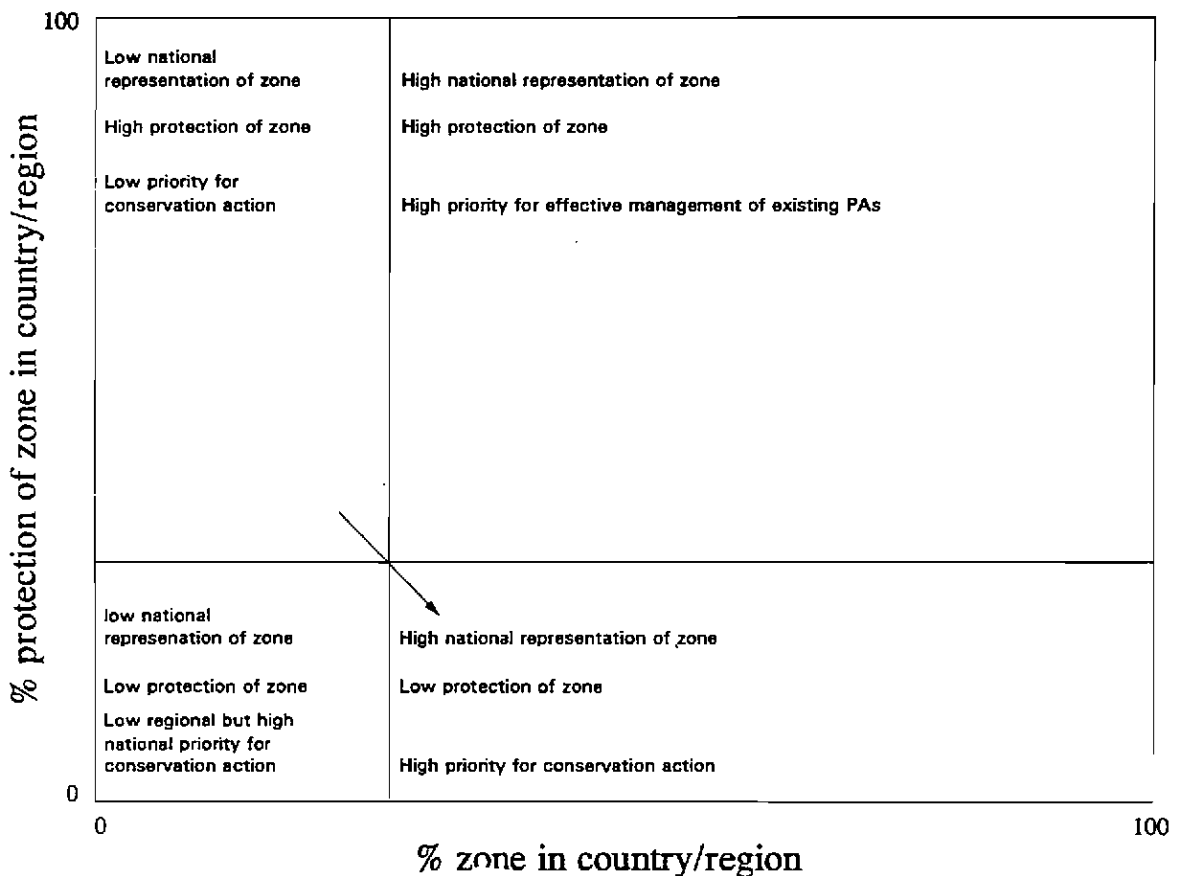 100
Low national
representation of zone
High protection of zone
Low priority for
conservation action
High national representation of zone
High protection of zone
High priority for effective management of existing PAs
% protection of zone in country/region
low national
represenation of zone
Low protection of zone
Low regional but high
national priority for
conservation action
High national representation of zone
Low protection of zone
High priority for conservation action
0
0
100
% zone in country/region